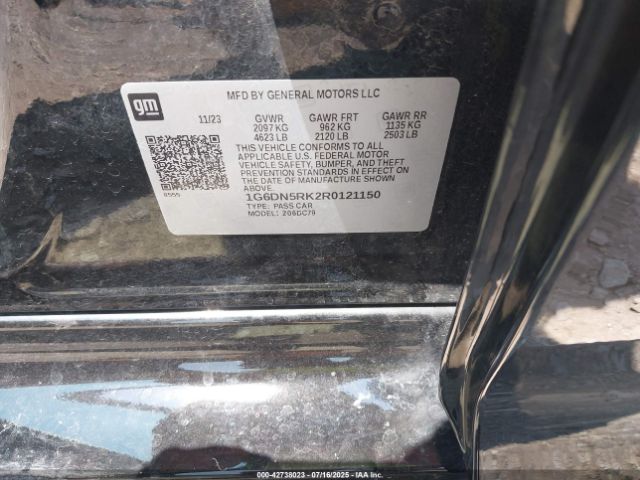 gm
MFD BY GENERAL MOTORS LLC
11/23 GVWR GAWR FRT GAWR RR
2097 KG 962 KG 1135 KG
4623 LB 2120 LB 2503 LB
THIS VEHICLE CONFORMS TO ALL
APPLICABLE U.S. FEDERAL MOTOR
VEHICLE SAFETY, BUMPER, AND THEFT
PREVENTION STANDARDS IN EFFECT ON
THE DATE OF MANUFACTURE SHOWN
ABOVE.
1G6DN5RK2R0121150
TYPE: PASS CAR
MODEL: 206DC79
000-42738023 07/16/2025 IAAI.COM